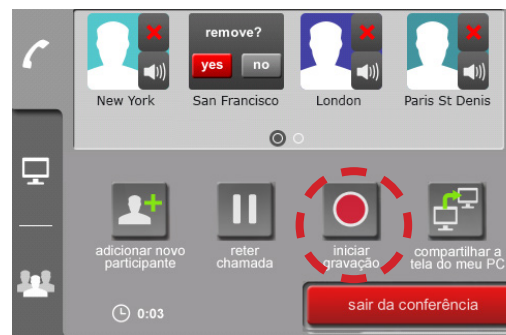 remove?
yes no
New York San Francisco London Paris St Denis
adicionar novo
participante
reter
chamada
iniciar
gravação
compartilhar a
tela do meu PC
0:03
sair da conferência